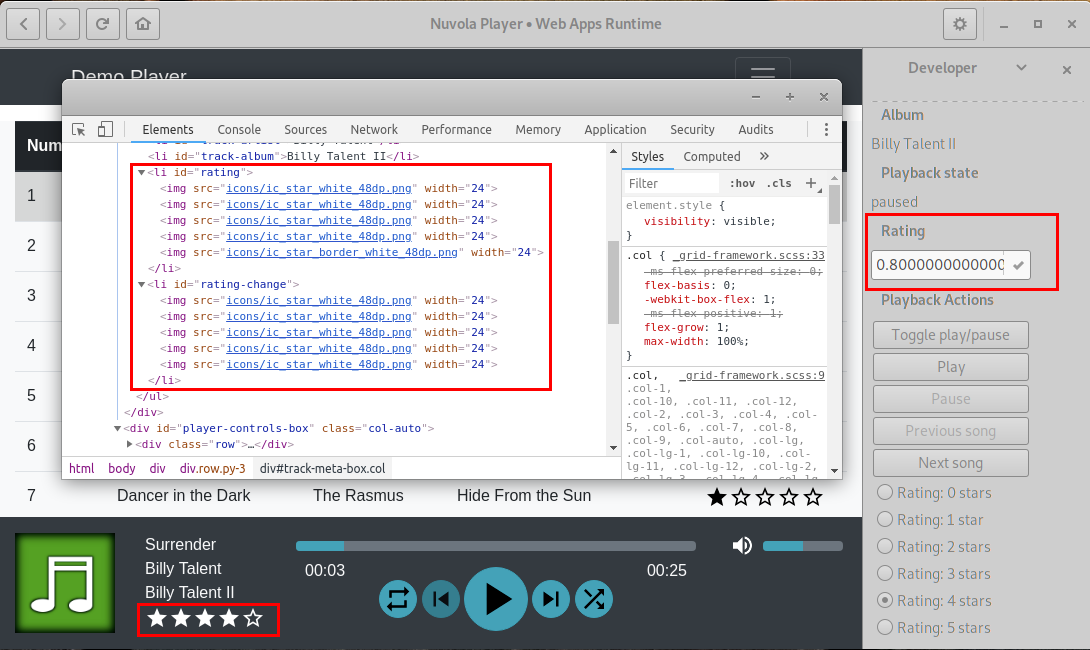 Nuvola Player • Web Apps Runtime
Demo Player
Developer
Album
Billy Talent II
Playback state
paused
Rating
0.8000000000000
Playback Actions
Toggle play/pause
Play
Pause
Previous song
Next song
Rating: 0 stars
Rating: 1 star
Rating: 2 stars
Rating: 3 stars
Rating: 4 stars
Rating: 5 stars
Elements Console Sources Network Performance Memory Application Security Audits
<li id="track-album">Billy Talent II</li>
<li id="rating">
<img src="icons/ic_star_white_48dp.png" width="24">
<img src="icons/ic_star_white_48dp.png" width="24">
<img src="icons/ic_star_white_48dp.png" width="24">
<img src="icons/ic_star_white_48dp.png" width="24">
<img src="icons/ic_star_border_white_48dp.png" width="24">
</li>
<li id="rating-change">
<img src="icons/ic_star_white_48dp.png" width="24">
<img src="icons/ic_star_white_48dp.png" width="24">
<img src="icons/ic_star_white_48dp.png" width="24">
<img src="icons/ic_star_white_48dp.png" width="24">
<img src="icons/ic_star_white_48dp.png" width="24">
</li>
</ul>
</div>
<div id="player-controls-box" class="col-auto">
<div class="row">…</div>
html body div div.row.py-3 div#track-meta-box.col
Styles Computed »
Filter :hov .cls +
element.style {
visibility: visible;
}
.col { _grid-framework.scss:33
-ms-flex-preferred-size: 0;
flex-basis: 0;
-webkit-box-flex: 1;
-ms-flex-positive: 1;
flex-grow: 1;
max-width: 100%;
}
.col, _grid-framework.scss:9
.col-1,
.col-10, .col-11, .col-12,
.col-2, .col-3, .col-4, .col-
5, .col-6, .col-7, .col-8,
.col-9, .col-auto, .col-lg,
.col-lg-1, .col-lg-10, .col-
lg-11, .col-lg-12, .col-lg-2,
Num
1
2
3
4
5
6
7 Dancer in the Dark The Rasmus Hide From the Sun
Surrender
Billy Talent
Billy Talent II
00:03
00:25